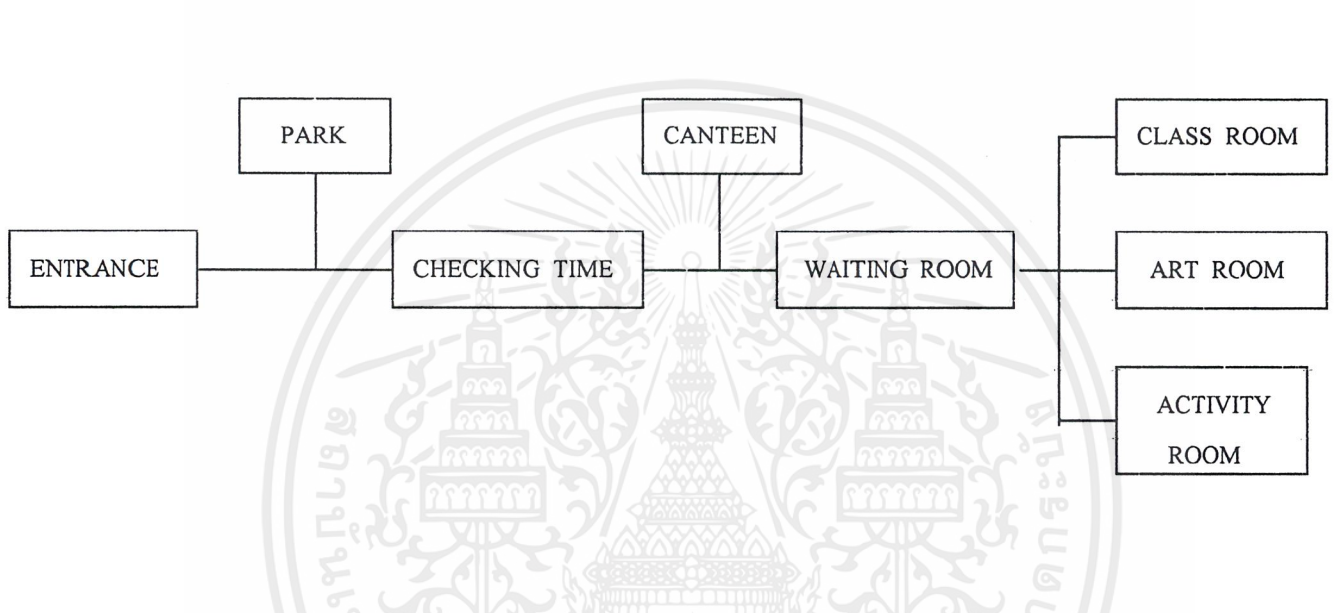 PARK
CANTEEN
CLASS ROOM
ENTRANCE
CHECKING TIME
WAITING ROOM
ART ROOM
ACTIVITY
ROOM